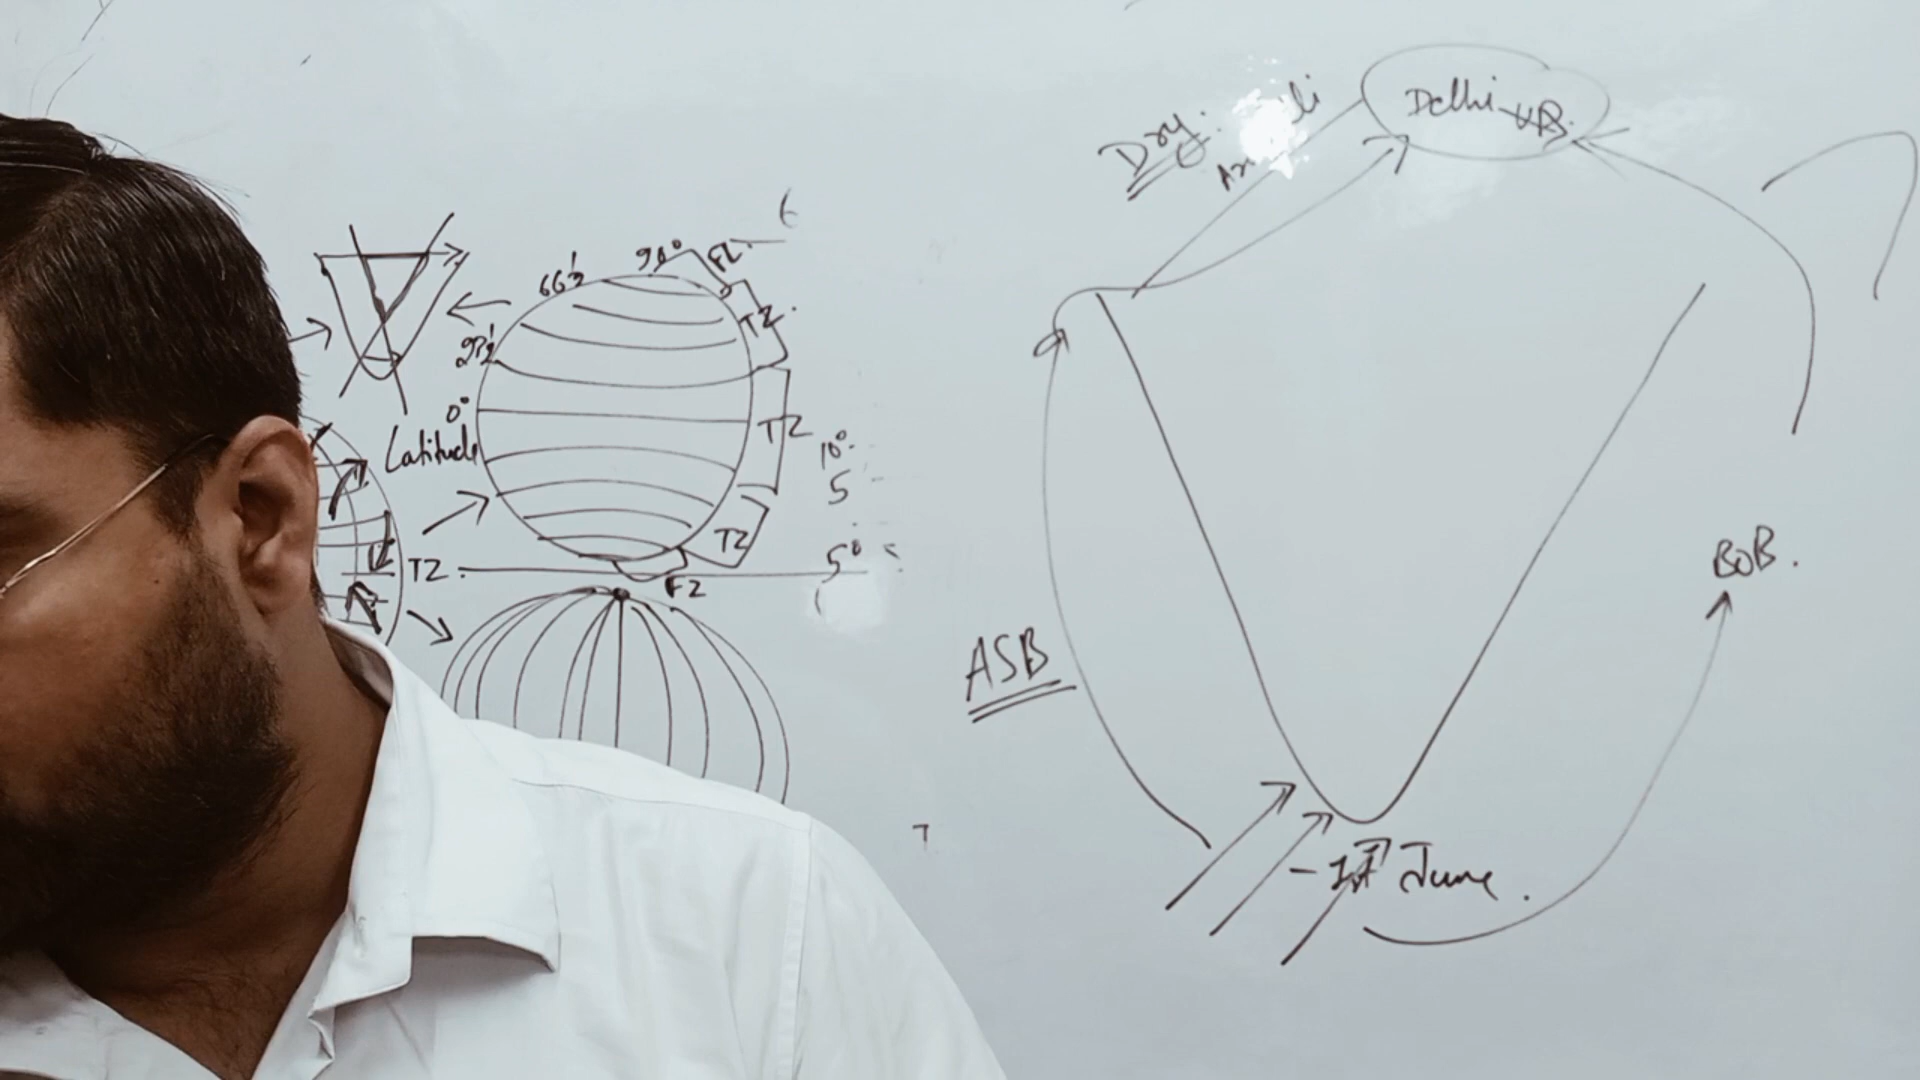 90°
FZ
66½
TZ.
23½
0°
Latitude
TZ
10°
5
TZ
5°
TZ.
FZ
Dry:
Delhi
ASB
BOB.
- 1st June.